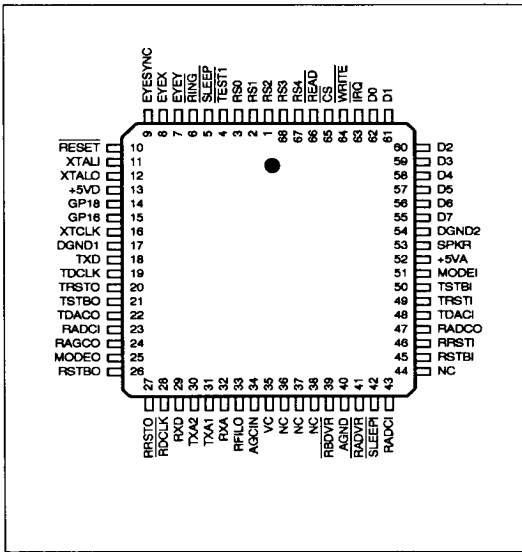 EYESYNC EYEX EYEY RING SLEEP TEST1 RS0 RS1 RS2 RS3 RS4 READ CS WRITE IRQ D0 D1
9 8 7 6 5 4 3 2 1 68 67 66 65 64 63 62 61
RESET 10 60 D2
XTALI 11 59 D3
XTALO 12 58 D4
+5VD 13 57 D5
GP18 14 56 D6
GP16 15 55 D7
XTCLK 16 54 DGND2
DGND1 17 53 SPKR
TXD 18 52 +5VA
TDCLK 19 51 MODEI
TRSTO 20 50 TSTBI
TSTBO 21 49 TRSTI
TDACO 22 48 TDACI
RADCI 23 47 RADCO
RAGCO 24 46 RRSTI
MODEO 25 45 RSTBI
RSTBO 26 44 NC
27 28 29 30 31 32 33 34 35 36 37 38 39 40 41 42 43
RRSTO RDCLK RXD TXA2 TXA1 RXA RFILO AGCIN VC NC NC NC RBDVR AGND RADVR SLEEPI RADCI